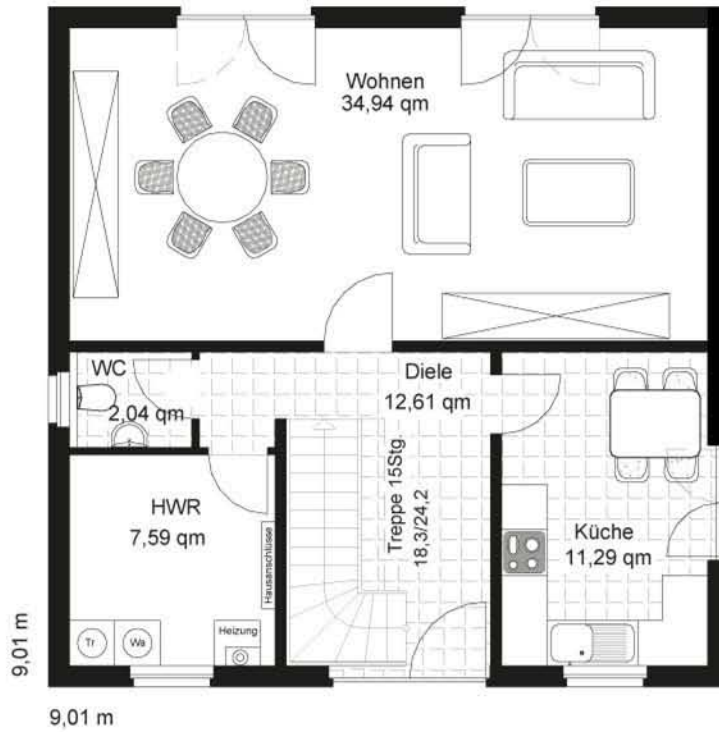 Wohnen
34,94 qm
WC
2,04 qm
Diele
12,61 qm
Treppe 15Stg.
18,3/24,2
HWR
7,59 qm
Hausanschlüsse
Küche
11,29 qm
Tr
Wa
Heizung
9,01 m
9,01 m